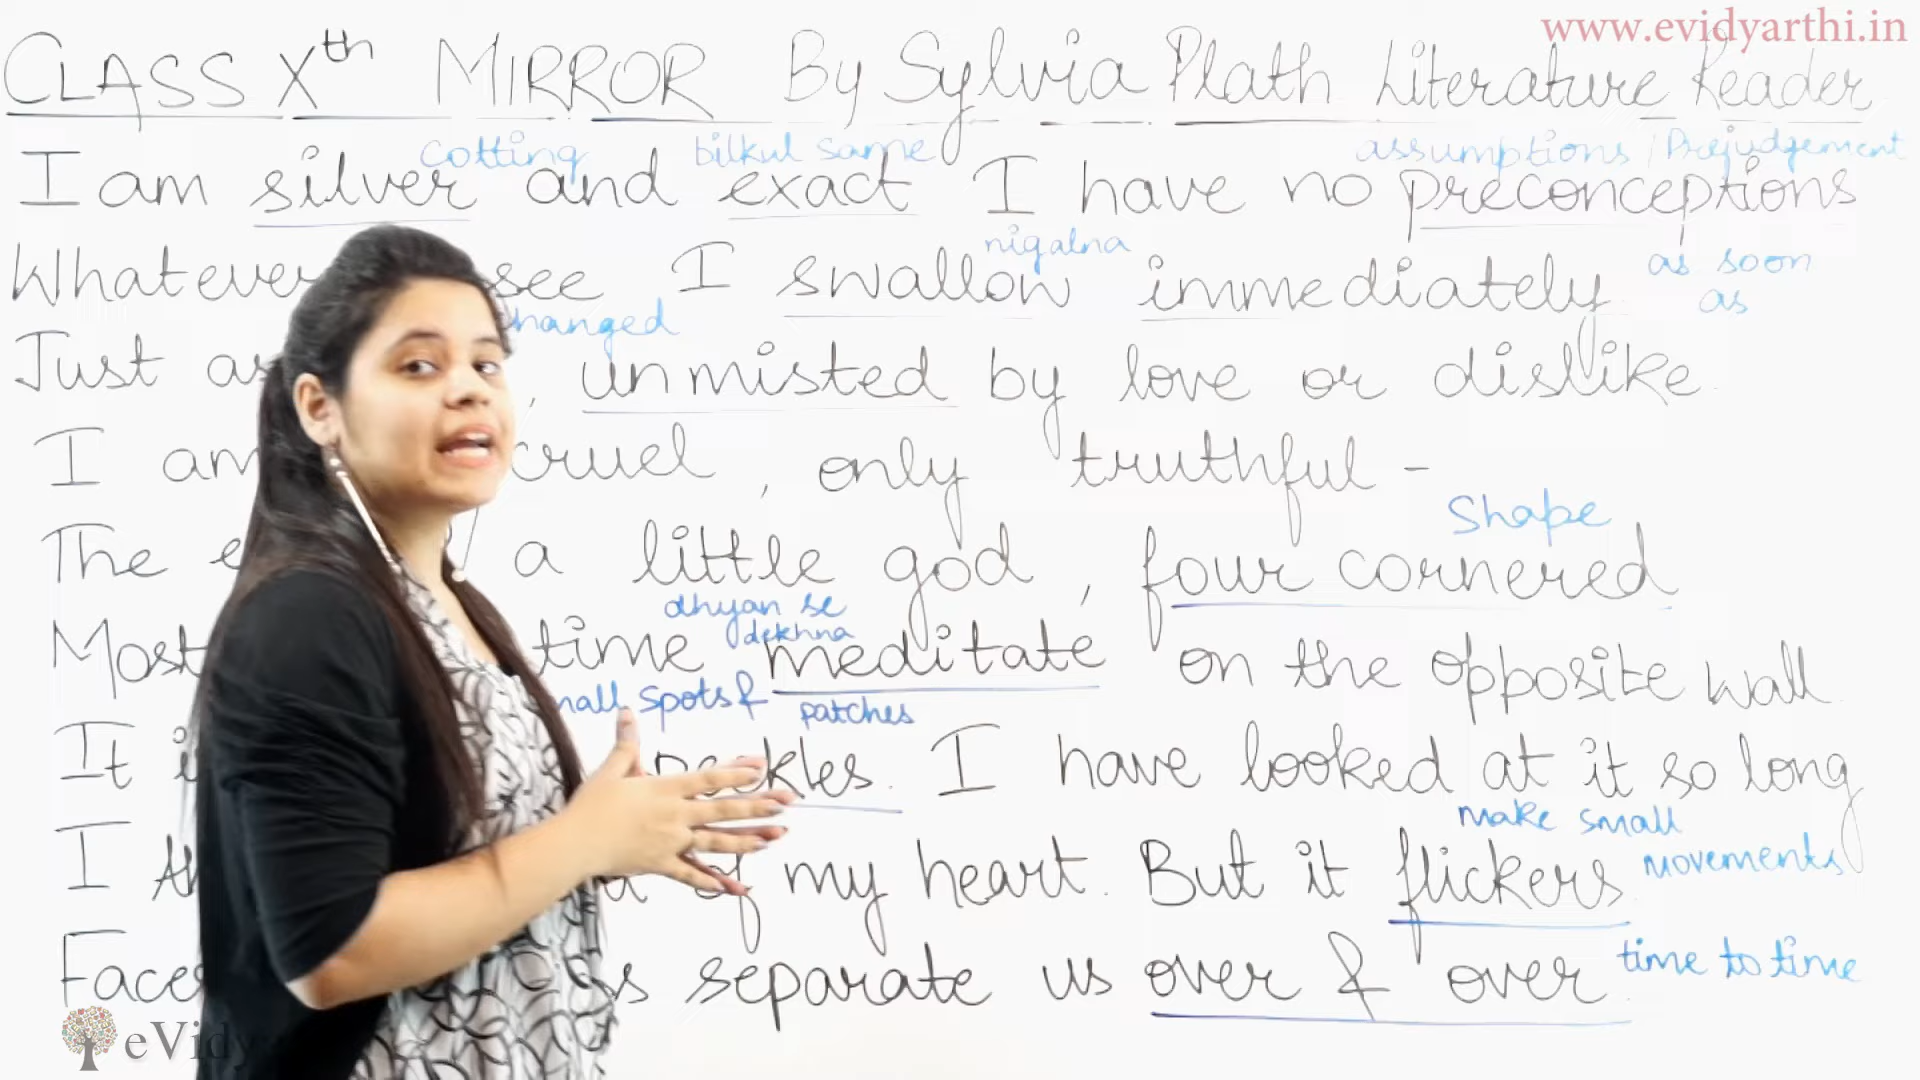 www.evidyarthi.in
CLASS Xth MIRROR By Sylvia Plath Literature Reader
cotting bilkul same assumptions / Prejudgement
I am silver and exact I have no preconceptions
nigalna as soon
Whatever see I swallow immediately. as
hanged
Just as , unmisted by love or dislike.
I am cruel, only truthful -
Shape
The a little god, four cornered
dhyan se
dekhna
Most time meditate on the opposite wall.
spots & patches
It eckles. I have looked at it so long
make small
movements
I of my heart. But it flickers.
Faces s separate us over & over. time to time
eVidy